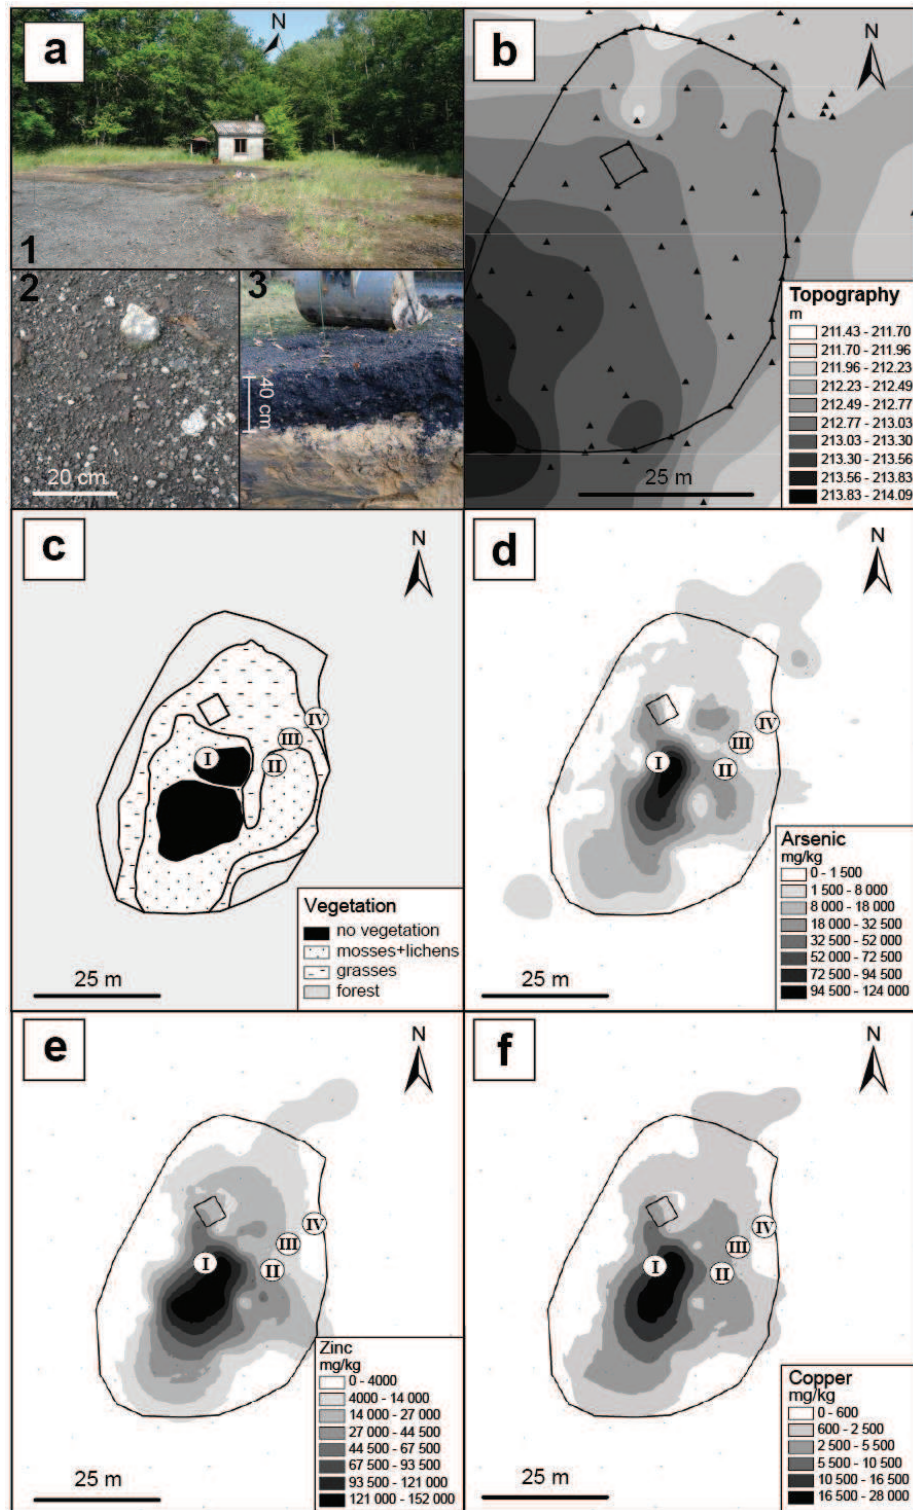 a
N
1
2
20 cm
3
40 cm
b
N
Topography
m
211.43 - 211.70
211.70 - 211.96
211.96 - 212.23
212.23 - 212.49
212.49 - 212.77
212.77 - 213.03
213.03 - 213.30
213.30 - 213.56
213.56 - 213.83
213.83 - 214.09
25 m
c
N
I
II
III
IV
Vegetation
no vegetation
mosses+lichens
grasses
forest
25 m
d
N
I
II
III
IV
Arsenic
mg/kg
0 - 1 500
1 500 - 8 000
8 000 - 18 000
18 000 - 32 500
32 500 - 52 000
52 000 - 72 500
72 500 - 94 500
94 500 - 124 000
25 m
e
N
I
II
III
IV
Zinc
mg/kg
0 - 4000
4000 - 14 000
14 000 - 27 000
27 000 - 44 500
44 500 - 67 500
67 500 - 93 500
93 500 - 121 000
121 000 - 152 000
25 m
f
N
I
II
III
IV
Copper
mg/kg
0 - 600
600 - 2 500
2 500 - 5 500
5 500 - 10 500
10 500 - 16 500
16 500 - 28 000
25 m